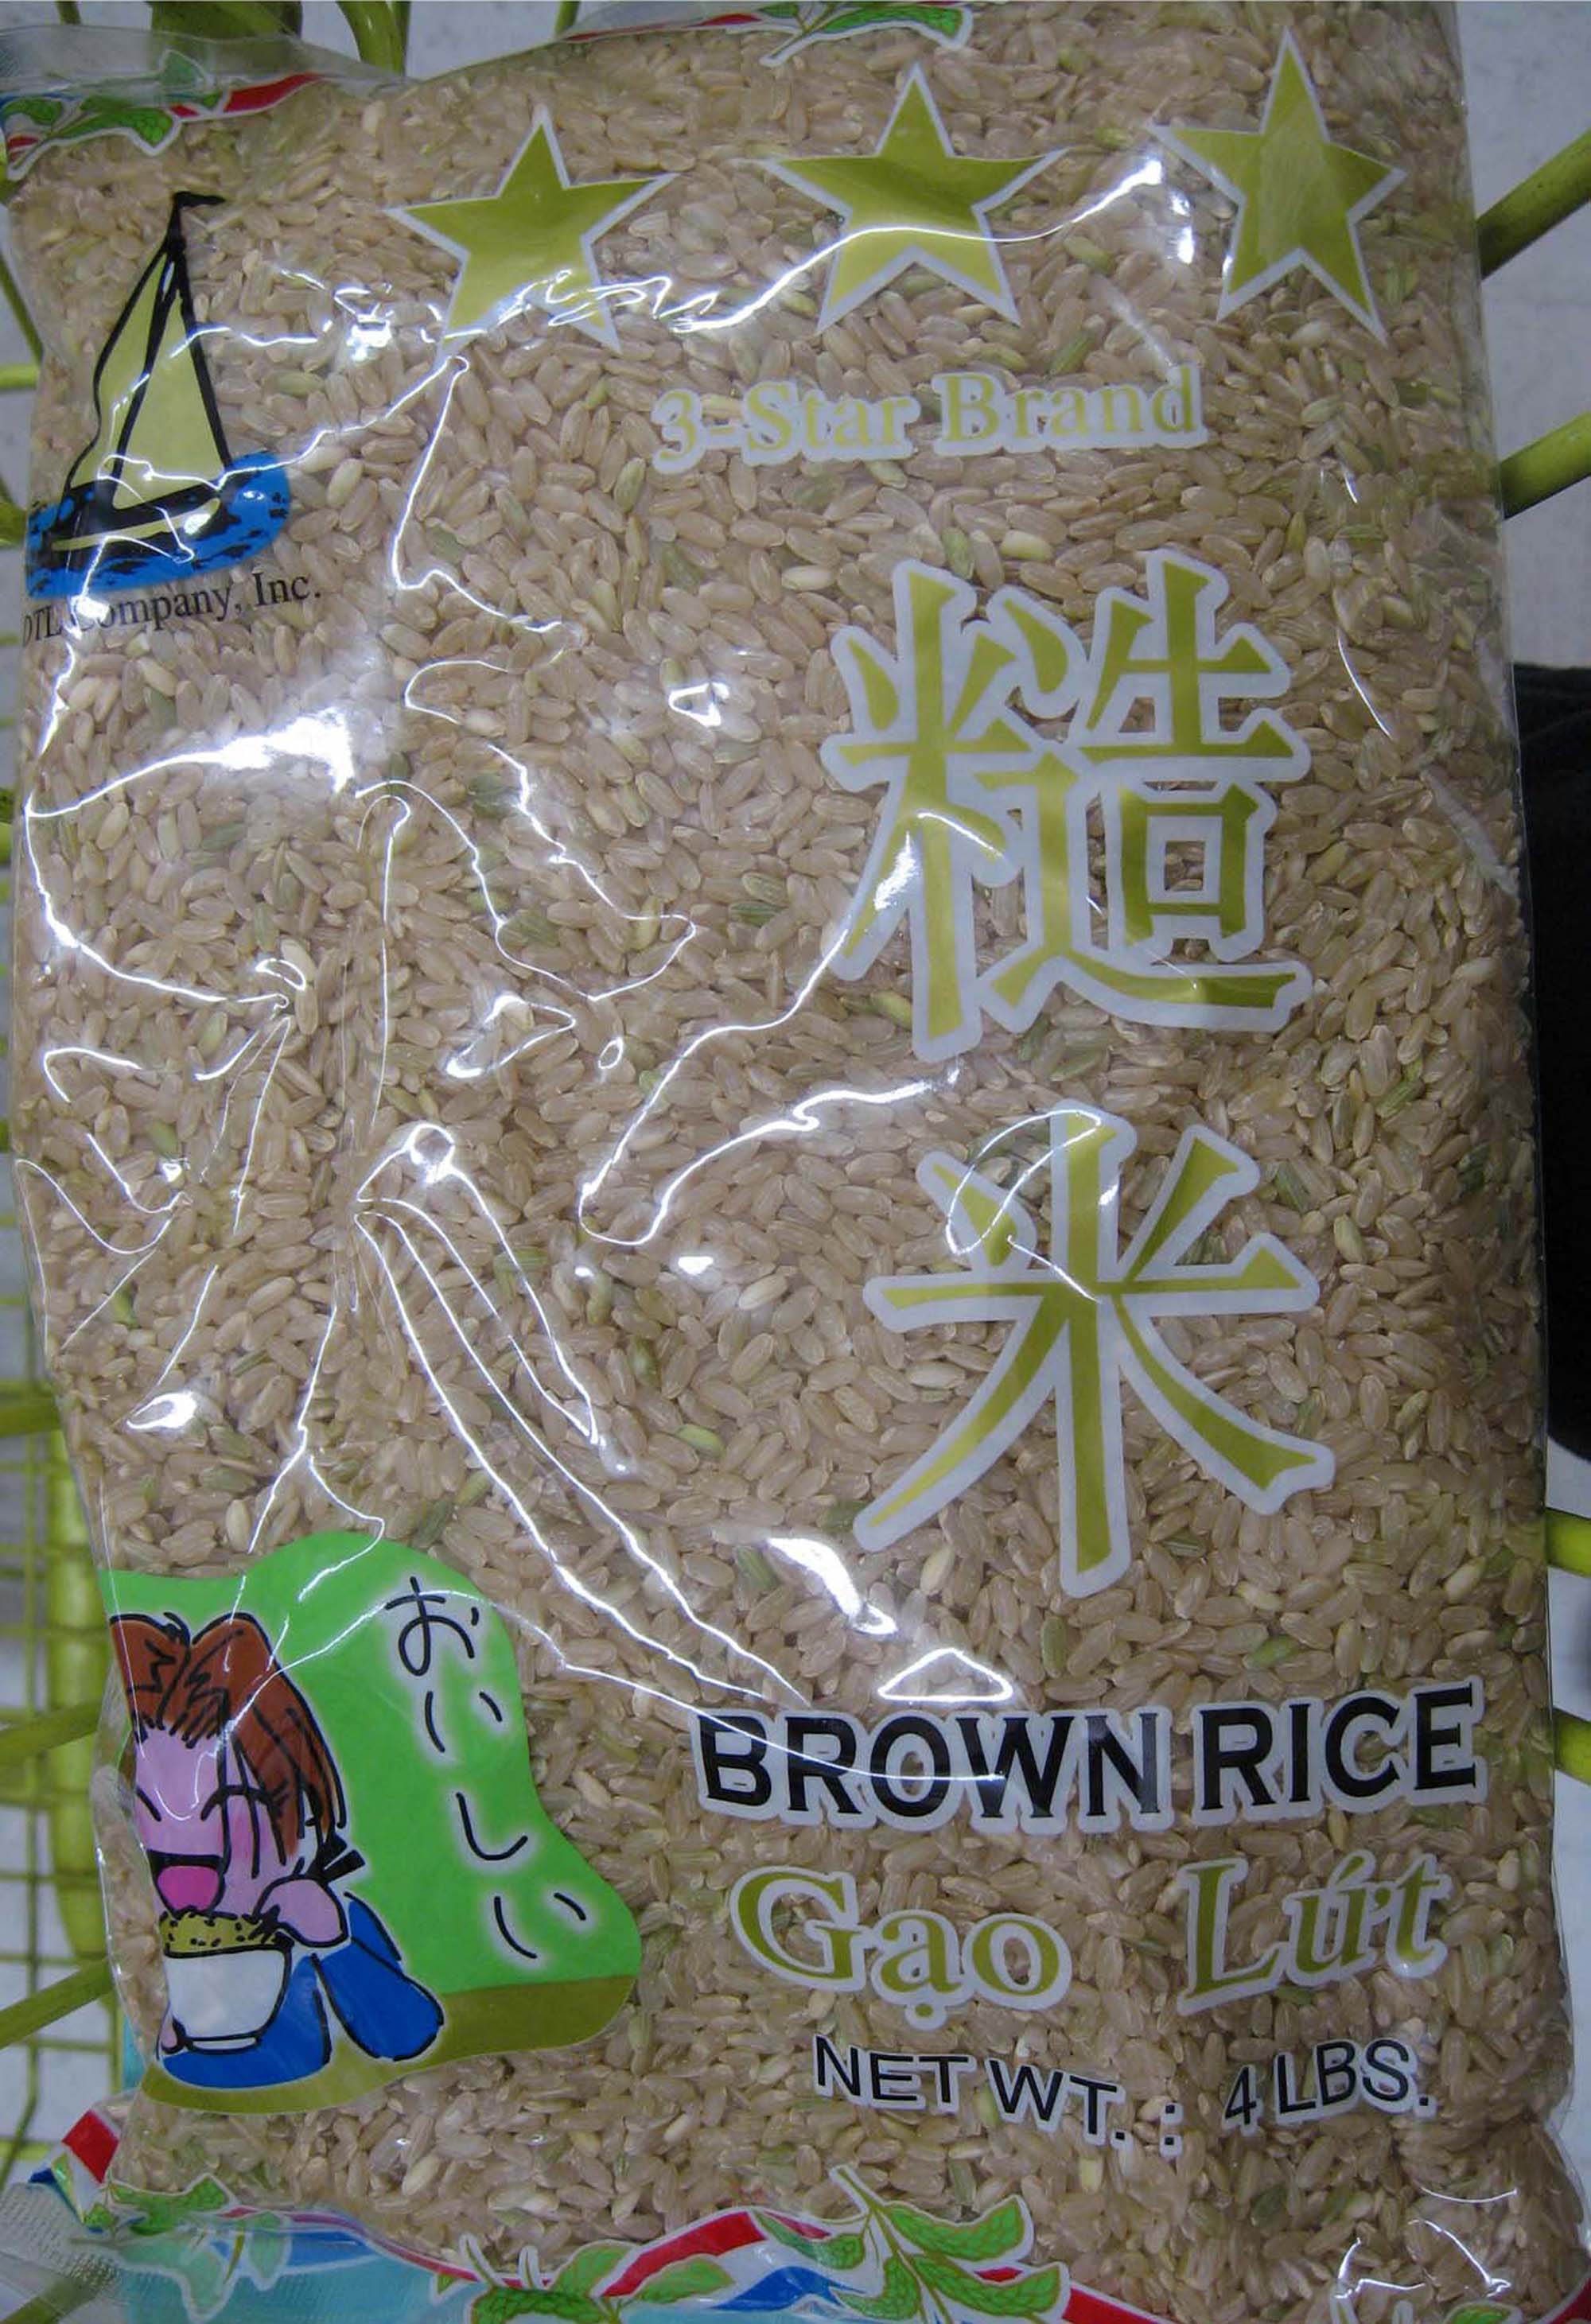 3-Star Brand
DTL Company, Inc.
糙
米
おいしい
BROWN RICE
Gạo Lứt
NET WT. : 4 LBS.